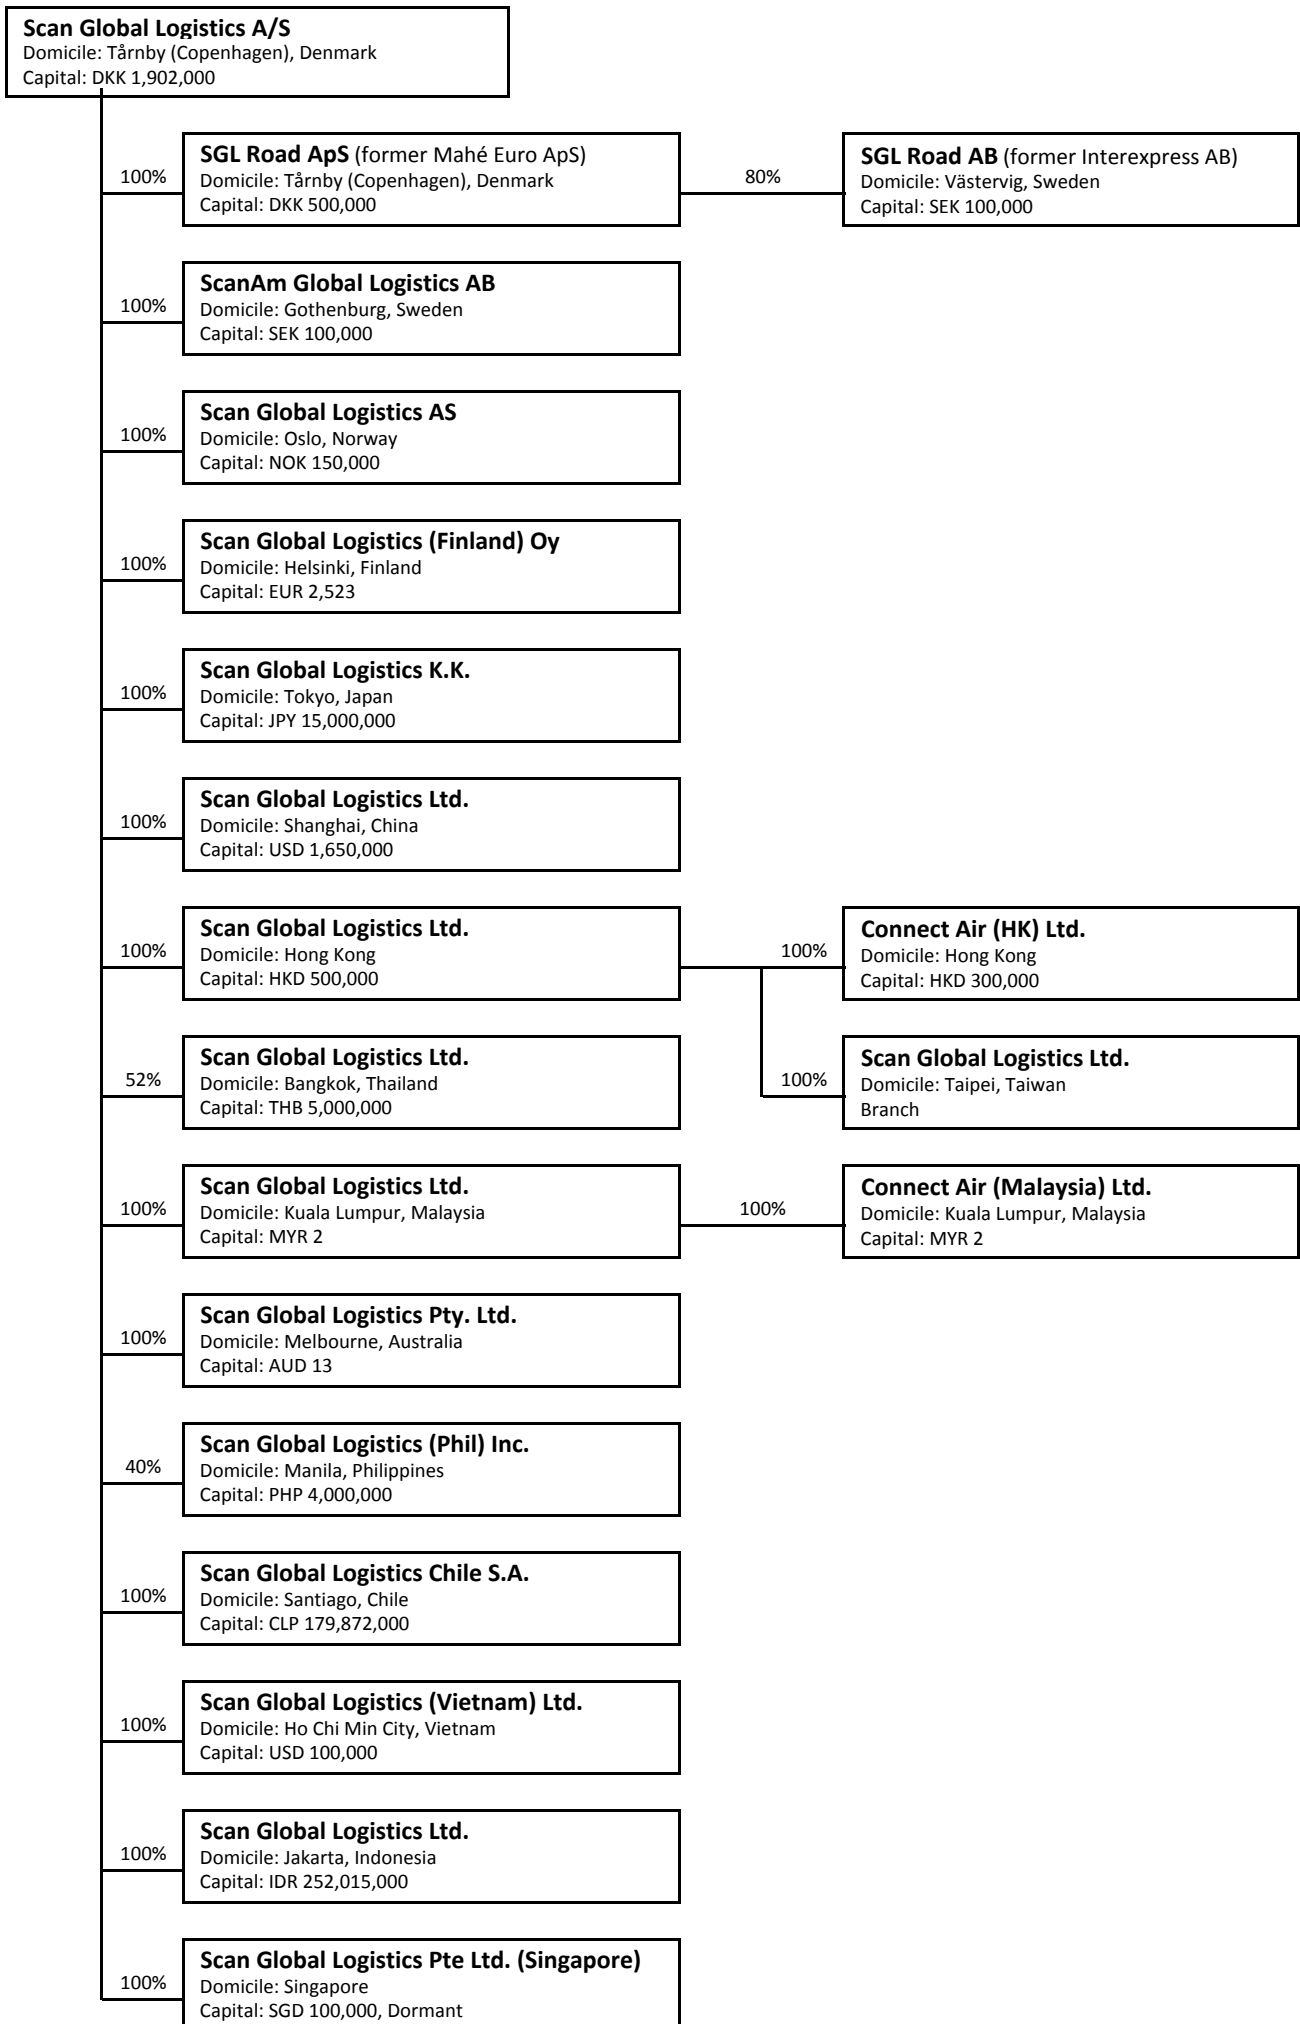 Scan Global Logistics A/S
Domicile: Tårnby (Copenhagen), Denmark
Capital: DKK 1,902,000
100%
SGL Road ApS (former Mahé Euro ApS)
Domicile: Tårnby (Copenhagen), Denmark
Capital: DKK 500,000
80%
SGL Road AB (former Interexpress AB)
Domicile: Västervig, Sweden
Capital: SEK 100,000
100%
ScanAm Global Logistics AB
Domicile: Gothenburg, Sweden
Capital: SEK 100,000
100%
Scan Global Logistics AS
Domicile: Oslo, Norway
Capital: NOK 150,000
100%
Scan Global Logistics (Finland) Oy
Domicile: Helsinki, Finland
Capital: EUR 2,523
100%
Scan Global Logistics K.K.
Domicile: Tokyo, Japan
Capital: JPY 15,000,000
100%
Scan Global Logistics Ltd.
Domicile: Shanghai, China
Capital: USD 1,650,000
100%
Scan Global Logistics Ltd.
Domicile: Hong Kong
Capital: HKD 500,000
100%
Connect Air (HK) Ltd.
Domicile: Hong Kong
Capital: HKD 300,000
52%
Scan Global Logistics Ltd.
Domicile: Bangkok, Thailand
Capital: THB 5,000,000
100%
Scan Global Logistics Ltd.
Domicile: Taipei, Taiwan
Branch
100%
Scan Global Logistics Ltd.
Domicile: Kuala Lumpur, Malaysia
Capital: MYR 2
100%
Connect Air (Malaysia) Ltd.
Domicile: Kuala Lumpur, Malaysia
Capital: MYR 2
100%
Scan Global Logistics Pty. Ltd.
Domicile: Melbourne, Australia
Capital: AUD 13
40%
Scan Global Logistics (Phil) Inc.
Domicile: Manila, Philippines
Capital: PHP 4,000,000
100%
Scan Global Logistics Chile S.A.
Domicile: Santiago, Chile
Capital: CLP 179,872,000
100%
Scan Global Logistics (Vietnam) Ltd.
Domicile: Ho Chi Min City, Vietnam
Capital: USD 100,000
100%
Scan Global Logistics Ltd.
Domicile: Jakarta, Indonesia
Capital: IDR 252,015,000
100%
Scan Global Logistics Pte Ltd. (Singapore)
Domicile: Singapore
Capital: SGD 100,000, Dormant